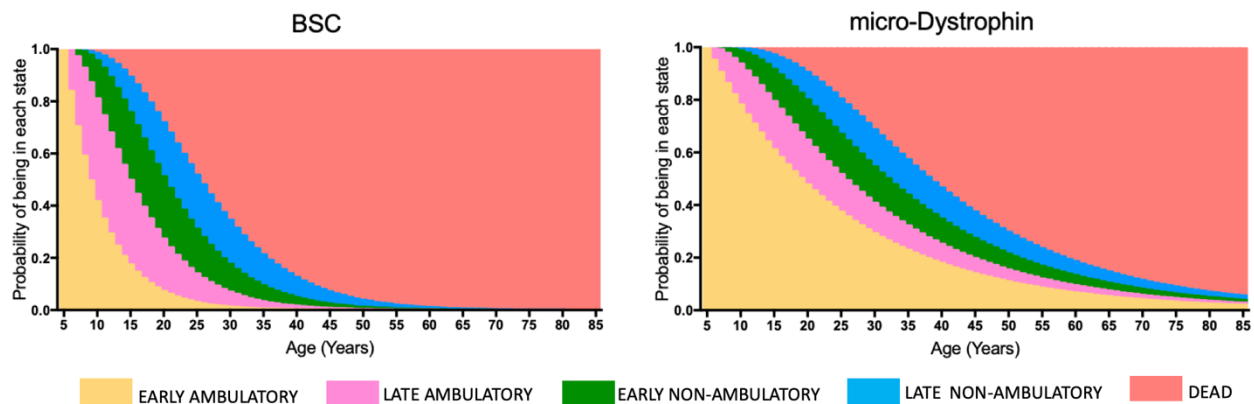 BSC
micro-Dystrophin
Probability of being in each state
1.0
0.8
0.6
0.4
0.2
0.0
5 10 15 20 25 30 35 40 45 50 55 60 65 70 75 80 85
Age (Years)
Probability of being in each state
1.0
0.8
0.6
0.4
0.2
0.0
5 10 15 20 25 30 35 40 45 50 55 60 65 70 75 80 85
Age (Years)
EARLY AMBULATORY LATE AMBULATORY EARLY NON-AMBULATORY LATE NON-AMBULATORY DEAD